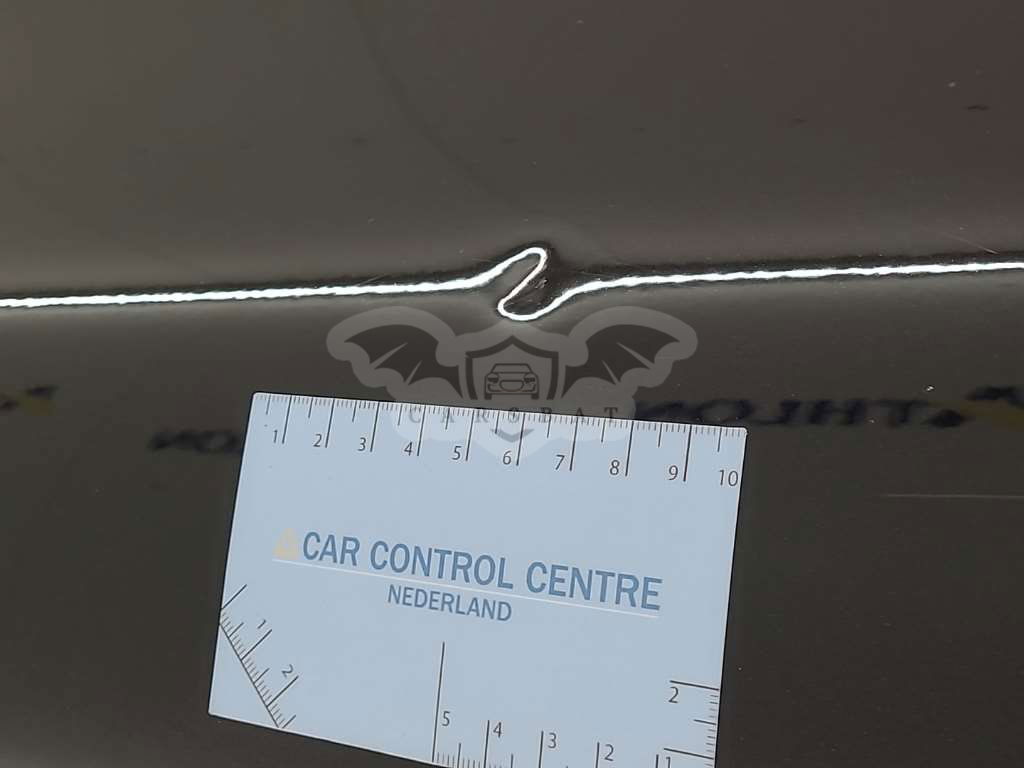 CARSBAT
1 2 3 4 5 6 7 8 9 10
CAR CONTROL CENTRE
NEDERLAND
1
2
2
5 4 3 2 1